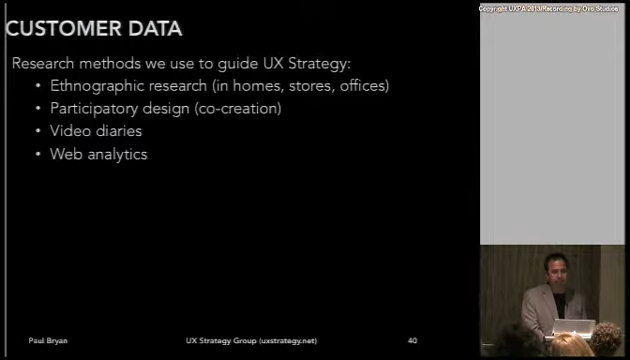 Copyright UXPA 2013/Recording by Ovo Studios
CUSTOMER DATA
Research methods we use to guide UX Strategy:
• Ethnographic research (in homes, stores, offices)
• Participatory design (co-creation)
• Video diaries
• Web analytics
Paul Bryan
UX Strategy Group (uxstrategy.net)
40